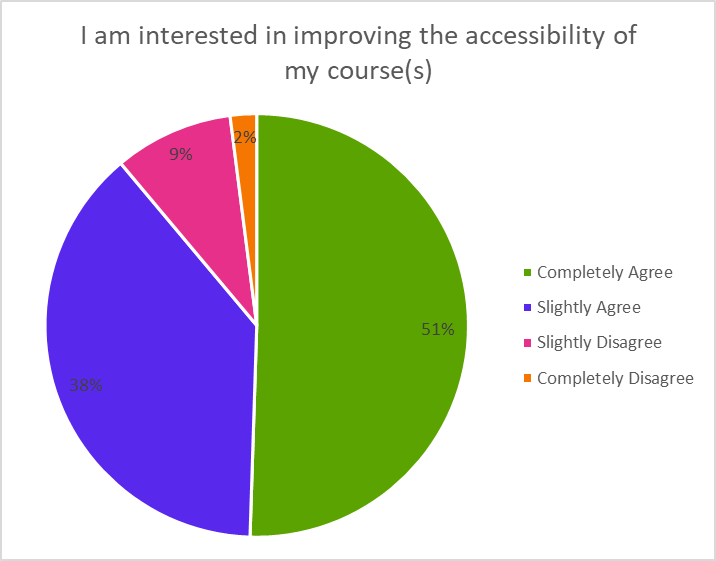 I am interested in improving the accessibility of
my course(s)
2%
9%
51%
38%
Completely Agree
Slightly Agree
Slightly Disagree
Completely Disagree